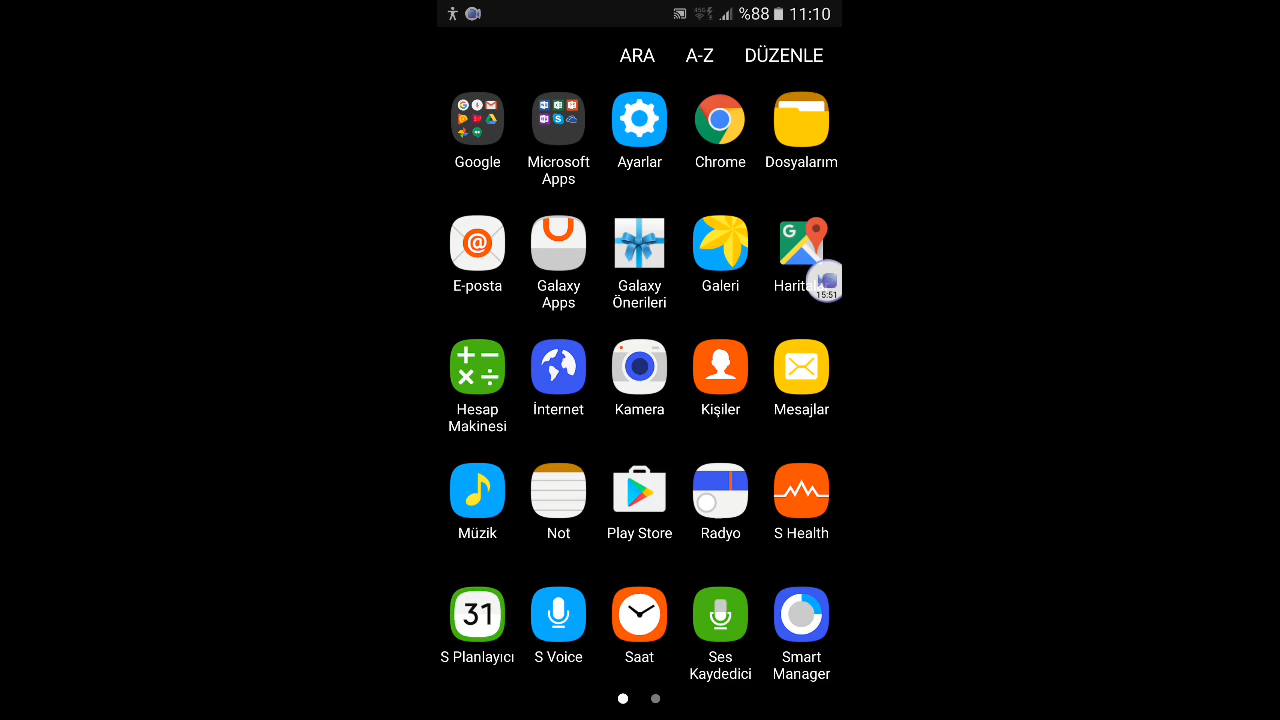 %88 11:10
ARA A-Z DÜZENLE
Google Microsoft Apps Ayarlar Chrome Dosyalarım
E-posta Galaxy Apps Galaxy Önerileri Galeri
15:51
Hesap Makinesi İnternet Kamera Kişiler Mesajlar
Müzik Not Play Store Radyo S Health
31
S Planlayıcı S Voice Saat Ses Kaydedici Smart Manager